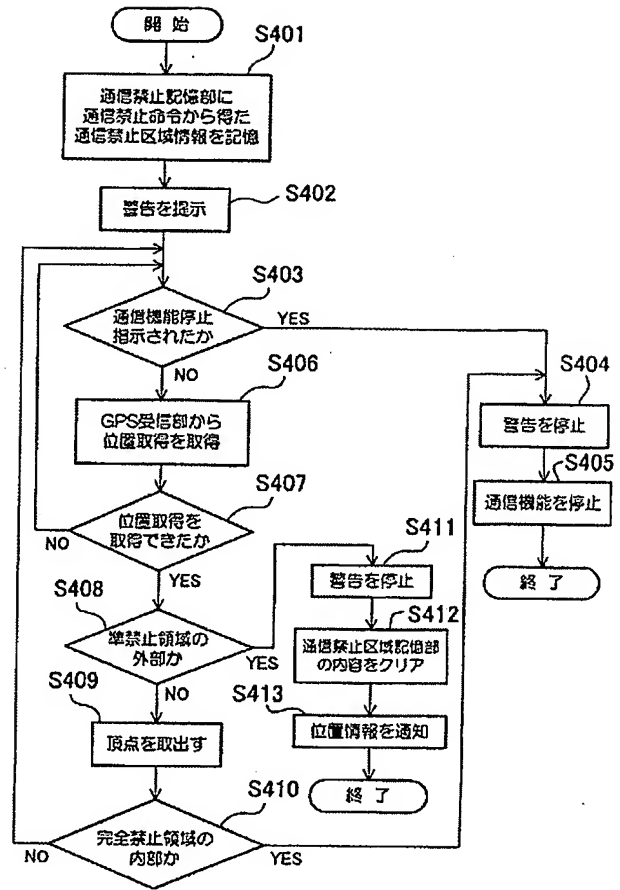 開 始
S401
通信禁止記憶部に
通信禁止命令から得た
通信禁止区域情報を記憶
S402
警告を提示
S403
通信機能停止
指示されたか
YES
NO
S406
GPS受信部から
位置取得を取得
S404
警告を停止
S405
通信機能を停止
終 了
S407
位置取得を
取得できたか
NO
YES
S411
警告を停止
S408
準禁止領域の
外部か
YES
NO
S412
通信禁止区域記憶部
の内容をクリア
S409
頂点を取出す
S413
位置情報を通知
終 了
S410
完全禁止領域の
内部か
NO
YES